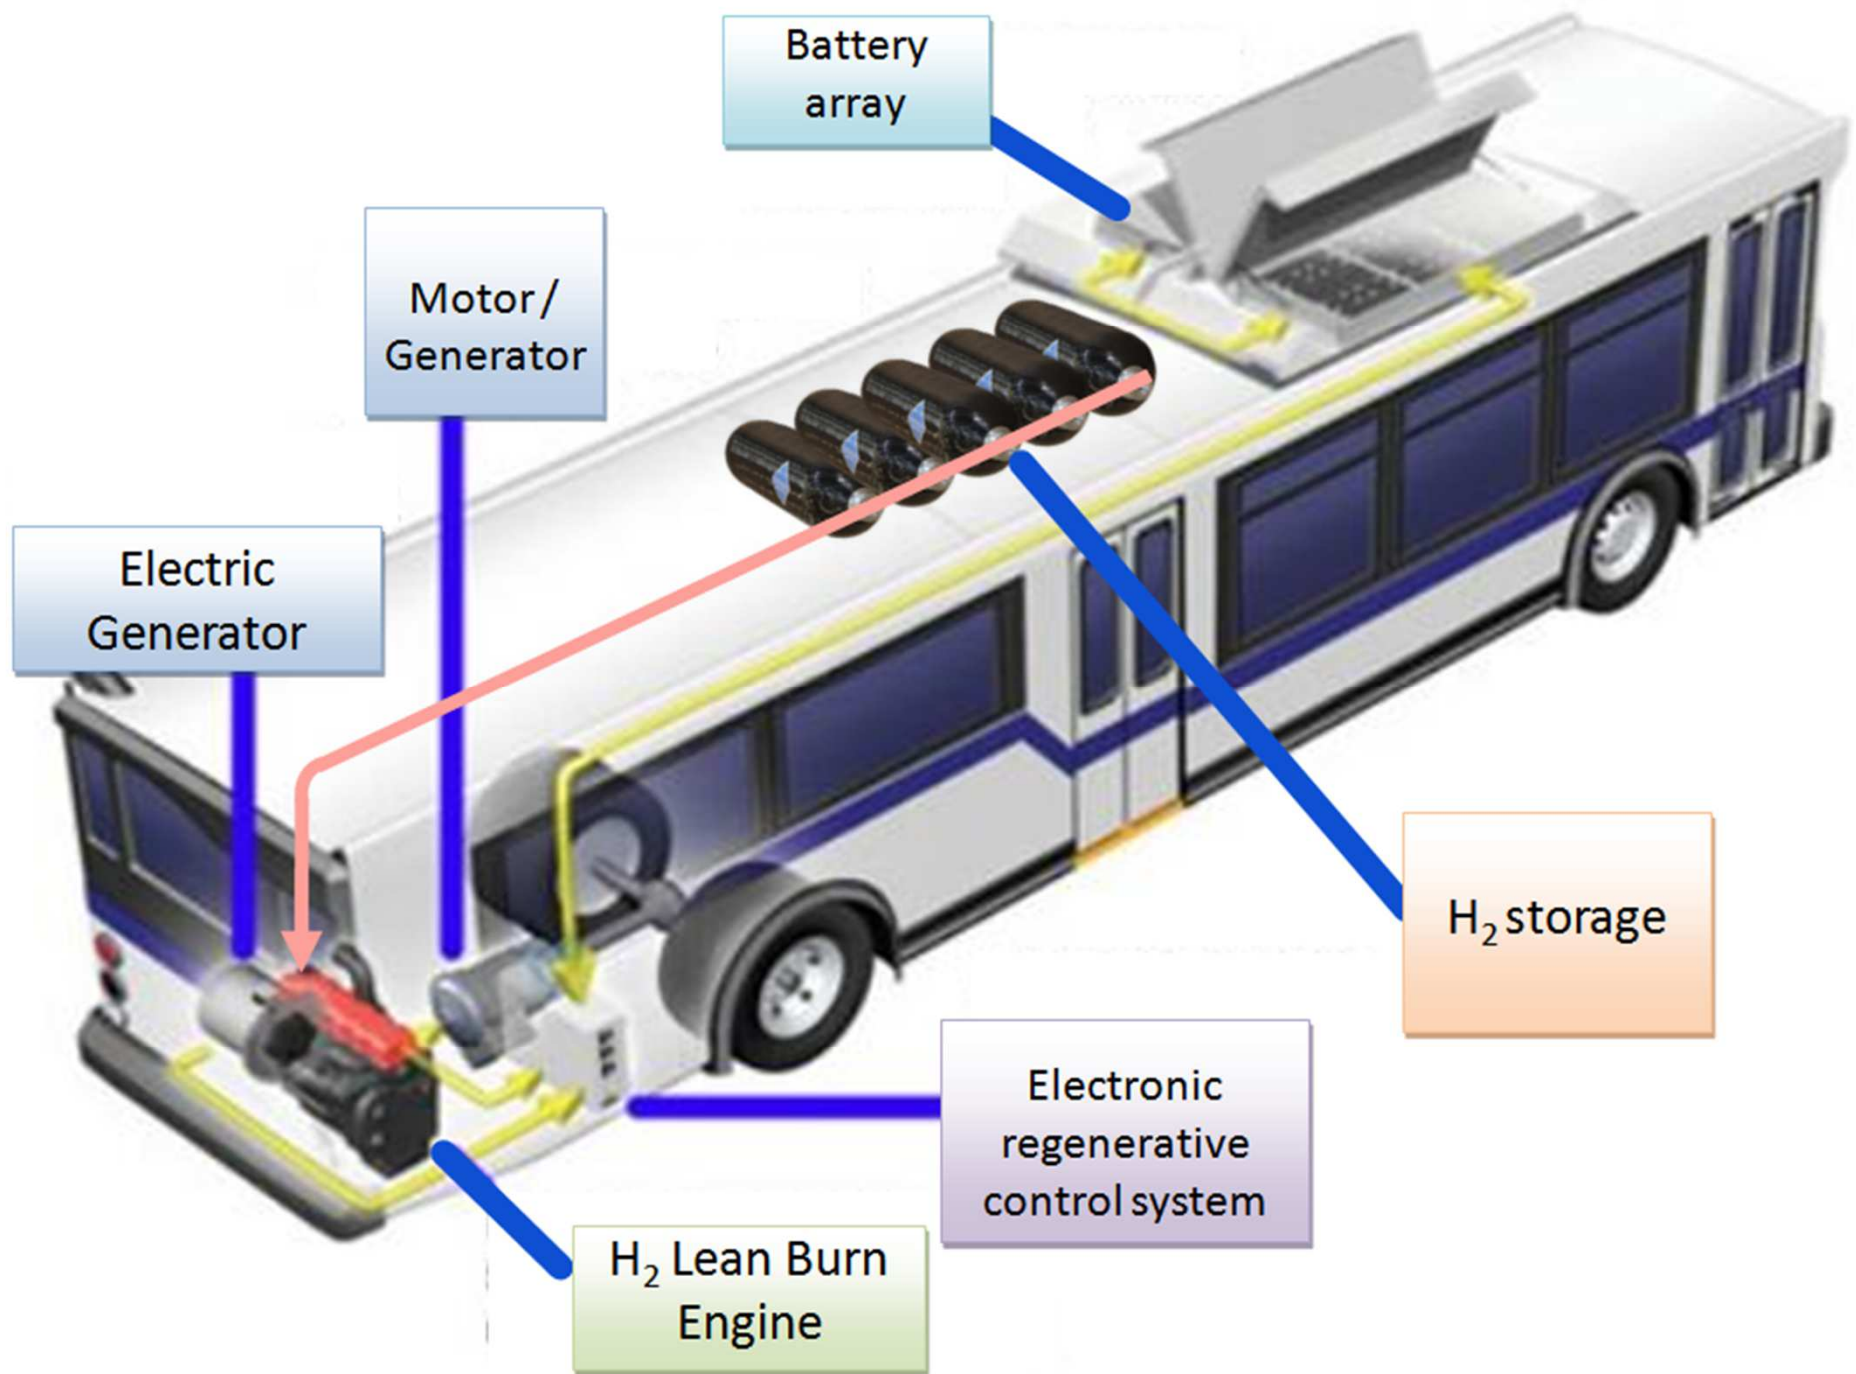 Battery
array
Motor/
Generator
Electric
Generator
H₂ storage
Electronic
regenerative
control system
H₂ Lean Burn
Engine